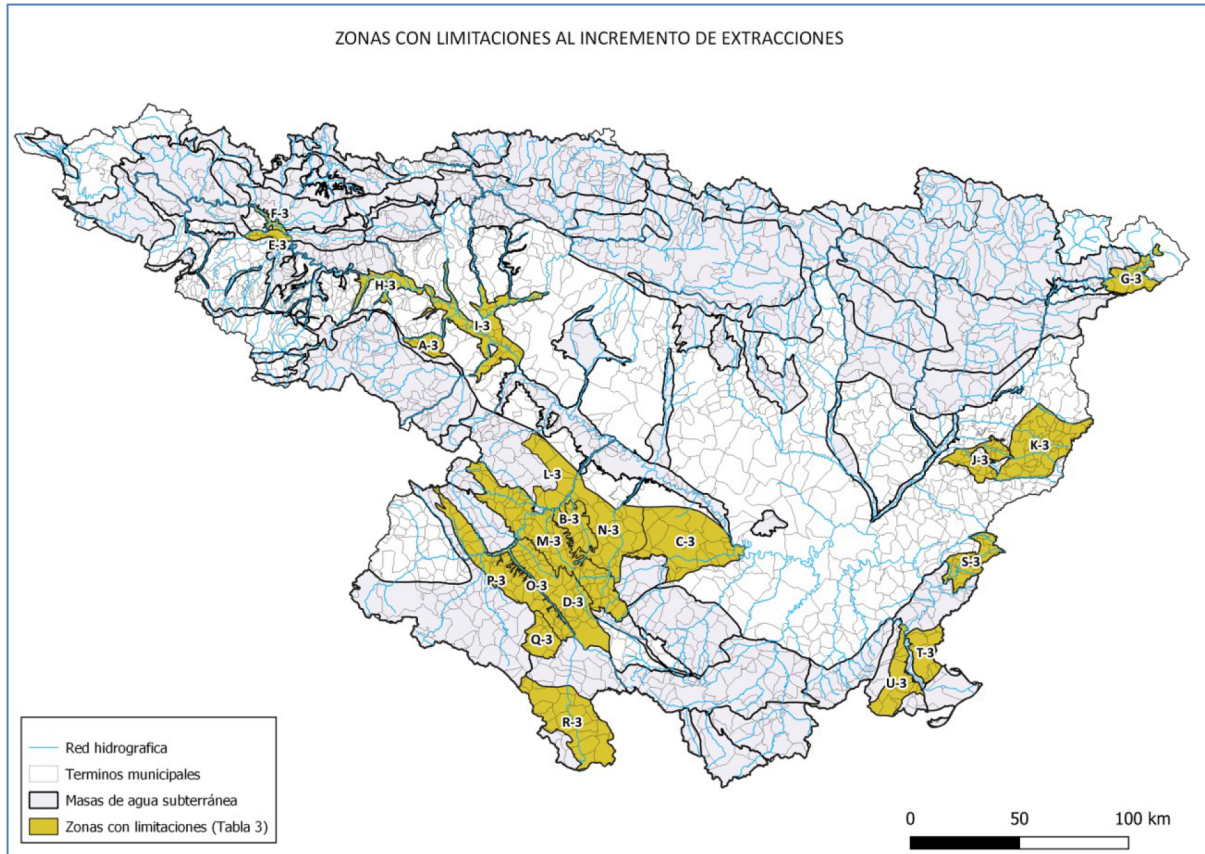 ZONAS CON LIMITACIONES AL INCREMENTO DE EXTRACCIONES
F-3
E-3
H-3
G-3
I-3
A-3
K-3
J-3
L-3
B-3
N-3
M-3
C-3
S-3
P-3
O-3
D-3
Q-3
T-3
U-3
R-3
Red hidrografica
Terminos municipales
Masas de agua subterránea
Zonas con limitaciones (Tabla 3)
0 50 100 km